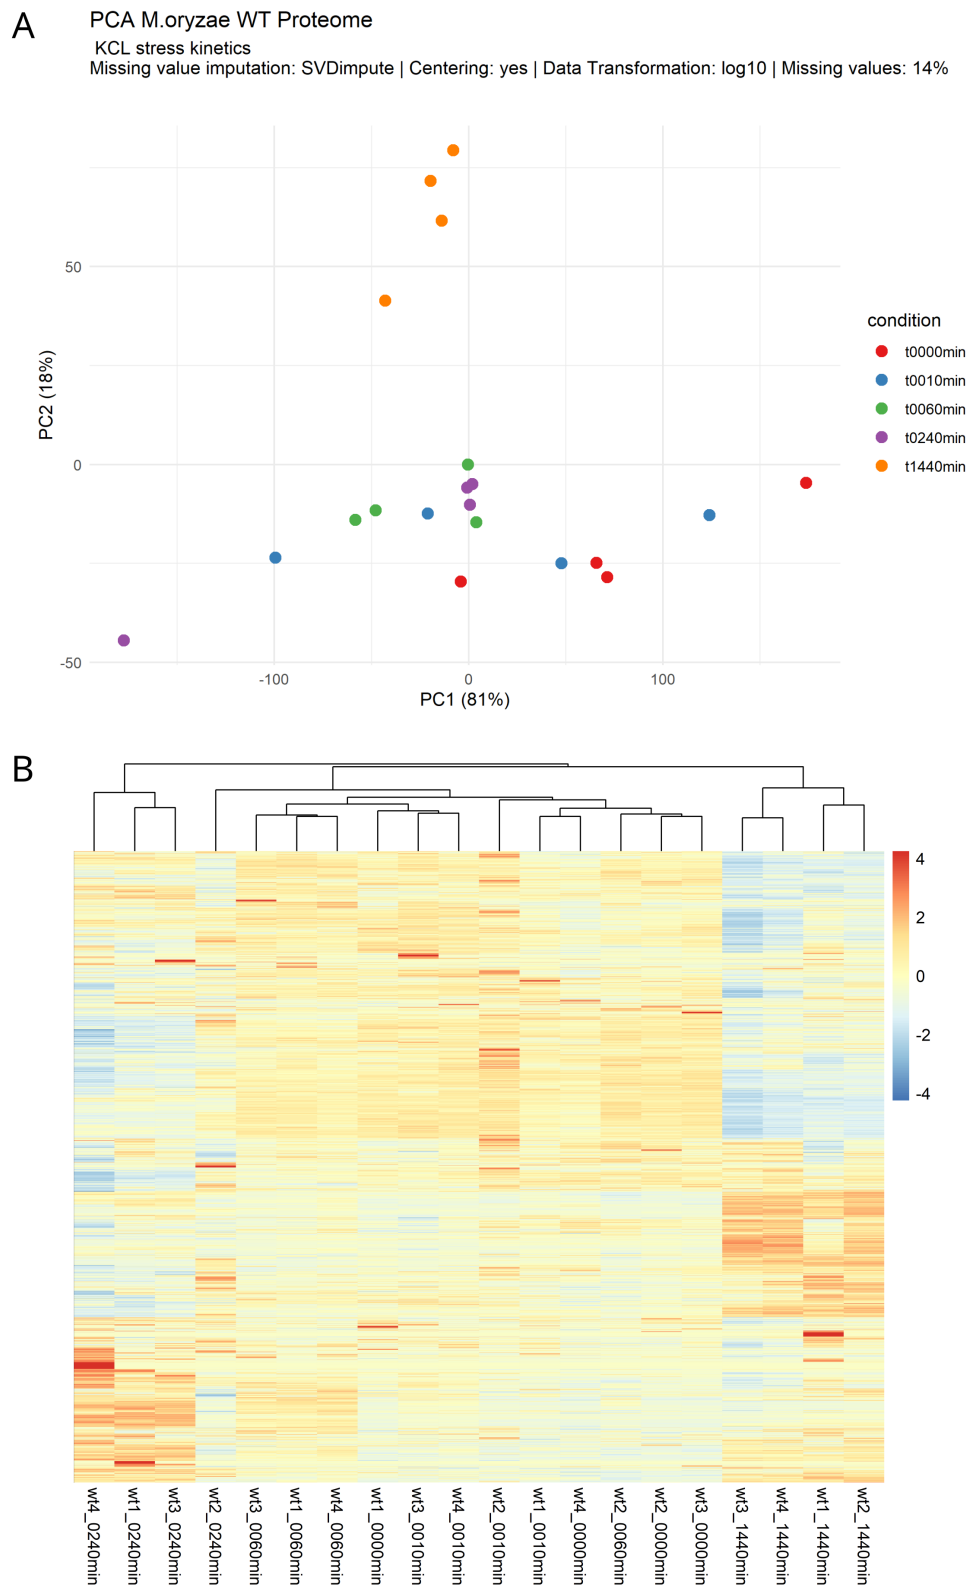 A
PCA M.oryzae WT Proteome
KCL stress kinetics
Missing value imputation: SVDimpute | Centering: yes | Data Transformation: log10 | Missing values: 14%
50
0
-50
PC2 (18%)
-100
0
100
PC1 (81%)
condition
t0000min
t0010min
t0060min
t0240min
t1440min
B
4
2
0
-2
-4
wt4_0240min
wt1_0240min
wt3_0240min
wt2_0240min
wt3_0060min
wt1_0060min
wt4_0060min
wt1_0000min
wt3_0010min
wt4_0010min
wt2_0010min
wt1_0010min
wt4_0000min
wt2_0060min
wt2_0000min
wt3_0000min
wt3_1440min
wt4_1440min
wt1_1440min
wt2_1440min